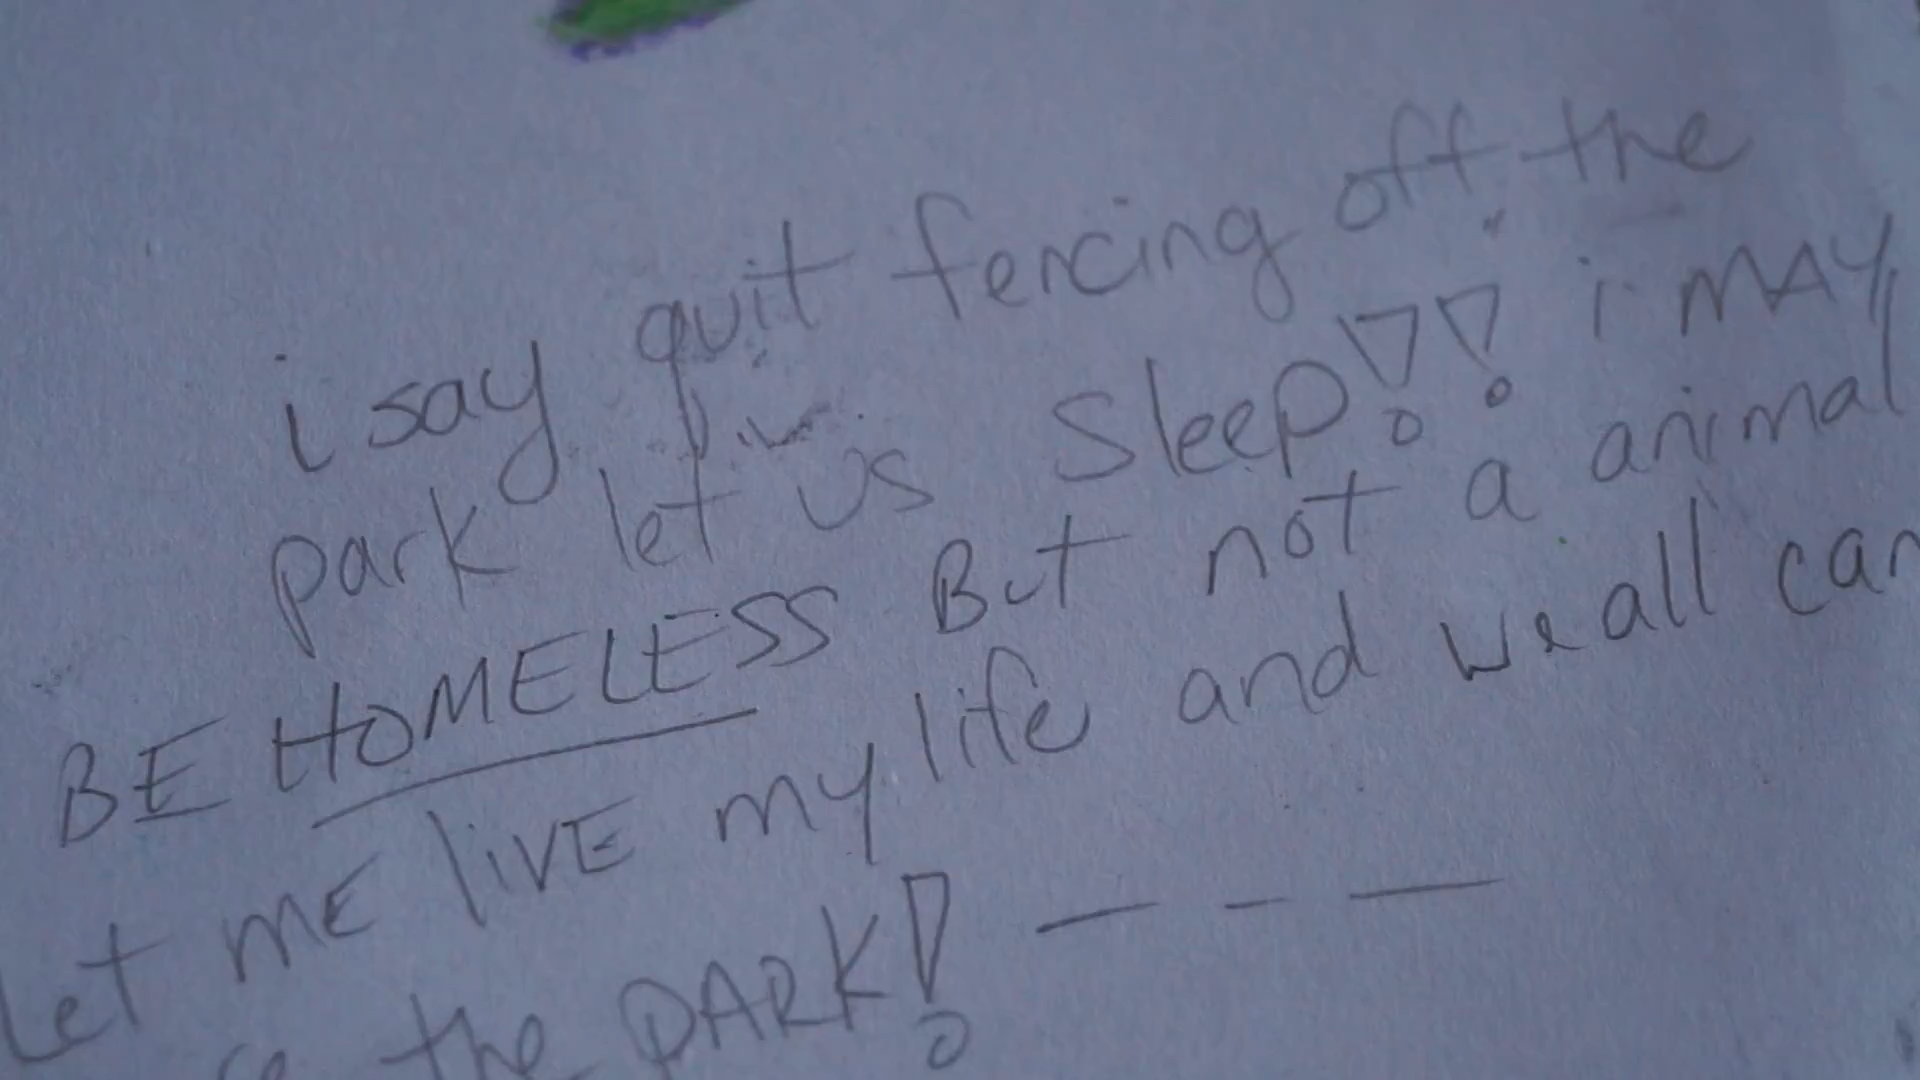 i say quit fencing off the
park let us Sleep!! i MAY
BE HOMELESS But not a animal
Let ME liVE my life and we all can
the PARK! — - —